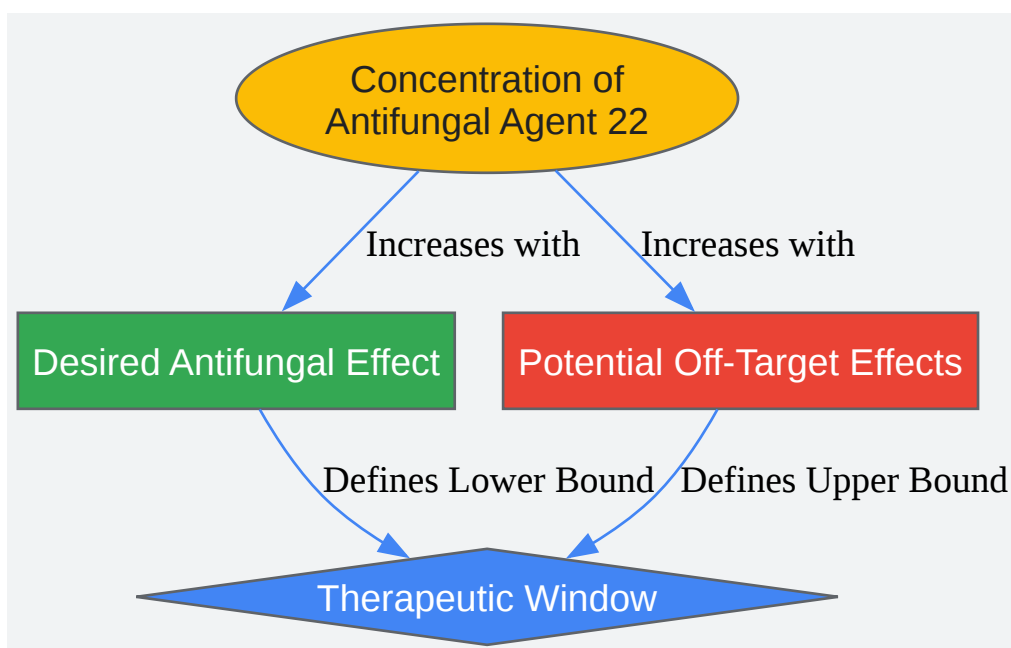 Concentration of
Antifungal Agent 22
Increases with
Increases with
Desired Antifungal Effect
Potential Off-Target Effects
Defines Lower Bound
Defines Upper Bound
Therapeutic Window